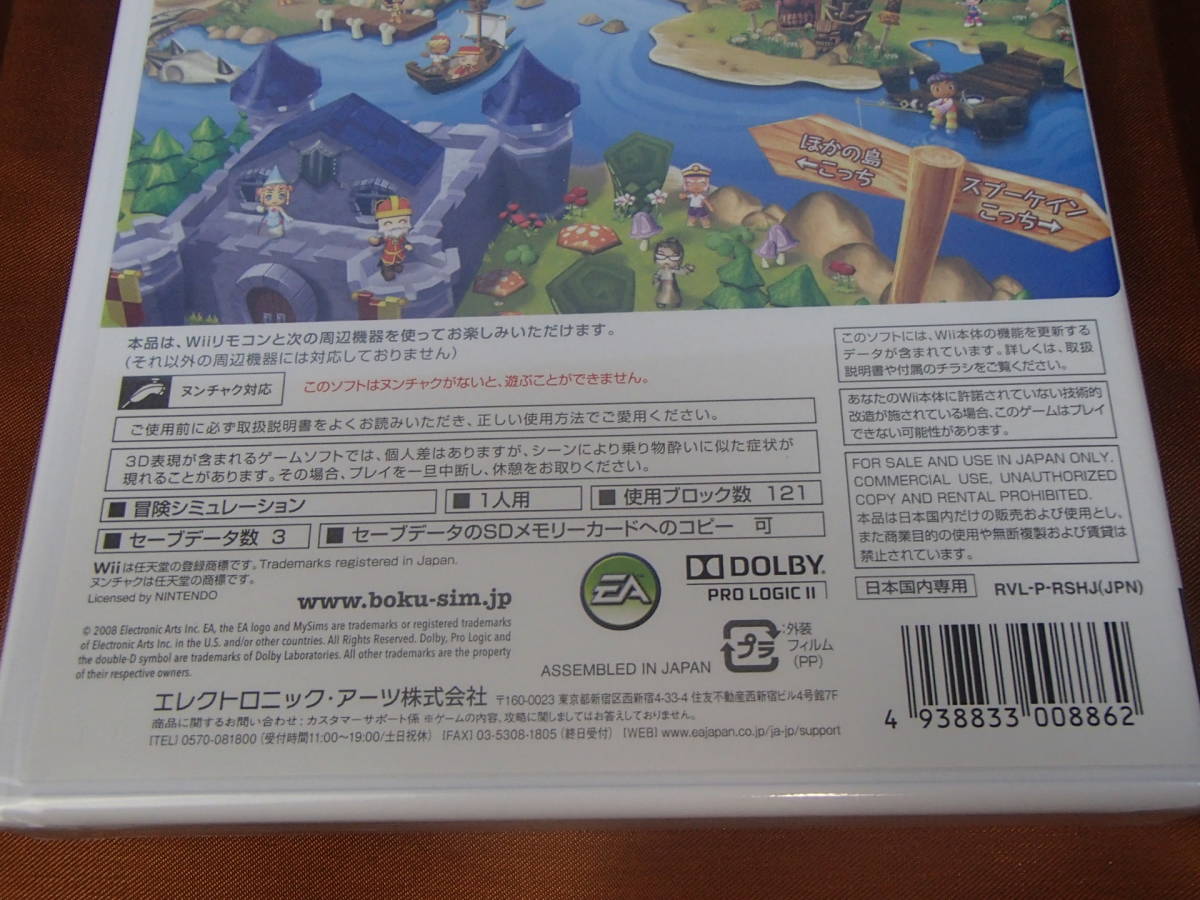 ほかの島
←こっち
スプーケイン
こっち→
本品は、Wiiリモコンと次の周辺機器を使ってお楽しみいただけます。
(それ以外の周辺機器には対応しておりません)
ヌンチャク対応
このソフトはヌンチャクがないと、遊ぶことができません。
ご使用前に必ず取扱説明書をよくお読みいただき、正しい使用方法でご愛用ください。
3D表現が含まれるゲームソフトでは、個人差はありますが、シーンにより乗り物酔いに似た症状が
現れることがあります。その場合、プレイを一旦中断し、休憩をお取りください。
■ 冒険シミュレーション
■ 1人用
■ 使用ブロック数 121
■ セーブデータ数 3
■ セーブデータのSDメモリーカードへのコピー 可
Wiiは任天堂の登録商標です。Trademarks registered in Japan.
ヌンチャクは任天堂の商標です。
Licensed by NINTENDO
www.boku-sim.jp
EA
DOLBY
PRO LOGIC II
© 2008 Electronic Arts Inc. EA, the EA logo and MySims are trademarks or registered trademarks
of Electronic Arts Inc. in the U.S. and/or other countries. All Rights Reserved. Dolby, Pro Logic and
the double-D symbol are trademarks of Dolby Laboratories. All other trademarks are the property
of their respective owners.
ASSEMBLED IN JAPAN
プラ
:外装
フィルム
(PP)
エレクトロニック・アーツ株式会社 〒160-0023 東京都新宿区西新宿4-33-4 住友不動産西新宿ビル4号館7F
商品に関するお問い合わせ:カスタマーサポート係 ※ゲームの内容、攻略に関しましてはお答えしておりません。
[TEL] 0570-081800 (受付時間11:00〜19:00/土日祝休) [FAX] 03-5308-1805 (終日受付) [WEB] www.eajapan.co.jp/ja-jp/support
このソフトには、Wii本体の機能を更新する
データが含まれています。詳しくは、取扱
説明書や付属のチラシをご覧ください。
あなたのWii本体に許諾されていない技術的
改造が施されている場合、このゲームはプレイ
できない可能性があります。
FOR SALE AND USE IN JAPAN ONLY.
COMMERCIAL USE, UNAUTHORIZED
COPY AND RENTAL PROHIBITED.
本品は日本国内だけの販売および使用とし、
また商業目的の使用や無断複製および賃貸は
禁止されています。
日本国内専用
RVL-P-RSHJ(JPN)
4 938833 008862